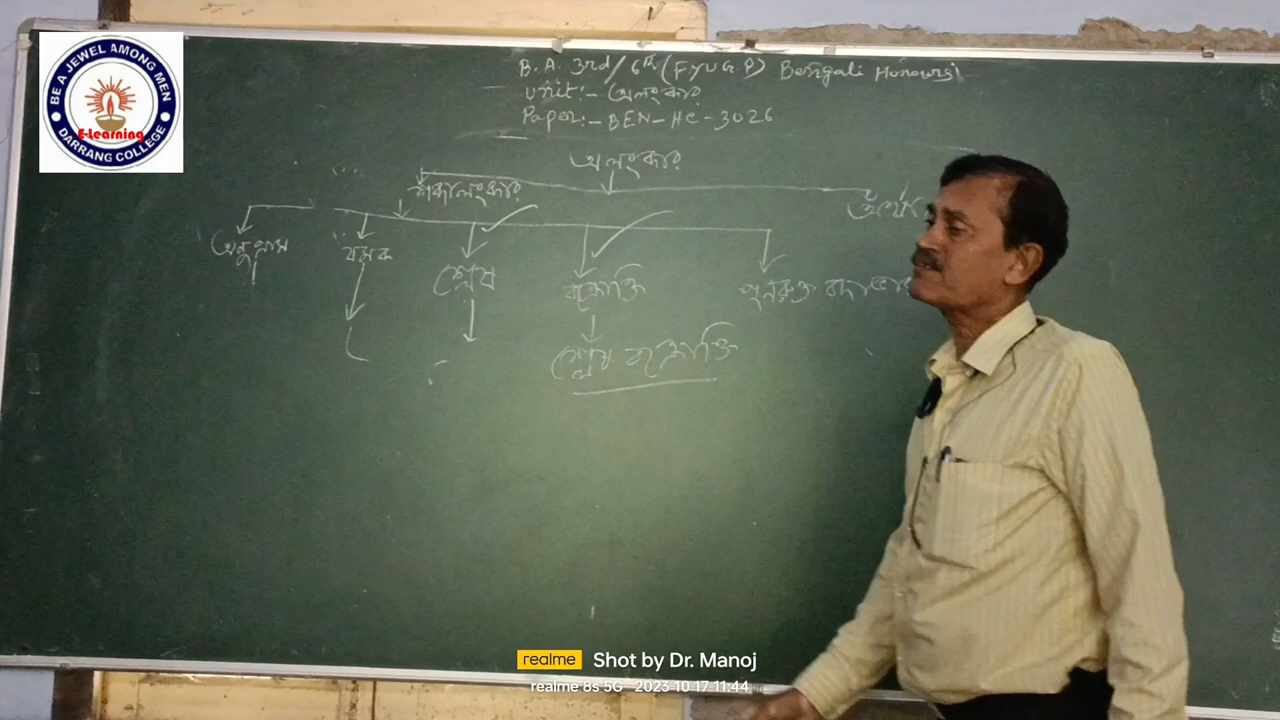 BE A JEWEL AMONG MEN
E-Learning
DARRANG COLLEGE
B.A. 3rd/6th (FYUGP) Bengali Honours
Unit:- অলংকার
Paper:- BEN-HC-3026
অলংকার
শব্দালংকার
অনুপ্রাস যমক শ্লেষ বক্রোক্তি পুনরুক্ত
শ্লেষ বক্রোক্তি
realme Shot by Dr. Manoj
realme 8s 5G 2023-10-17 11:44